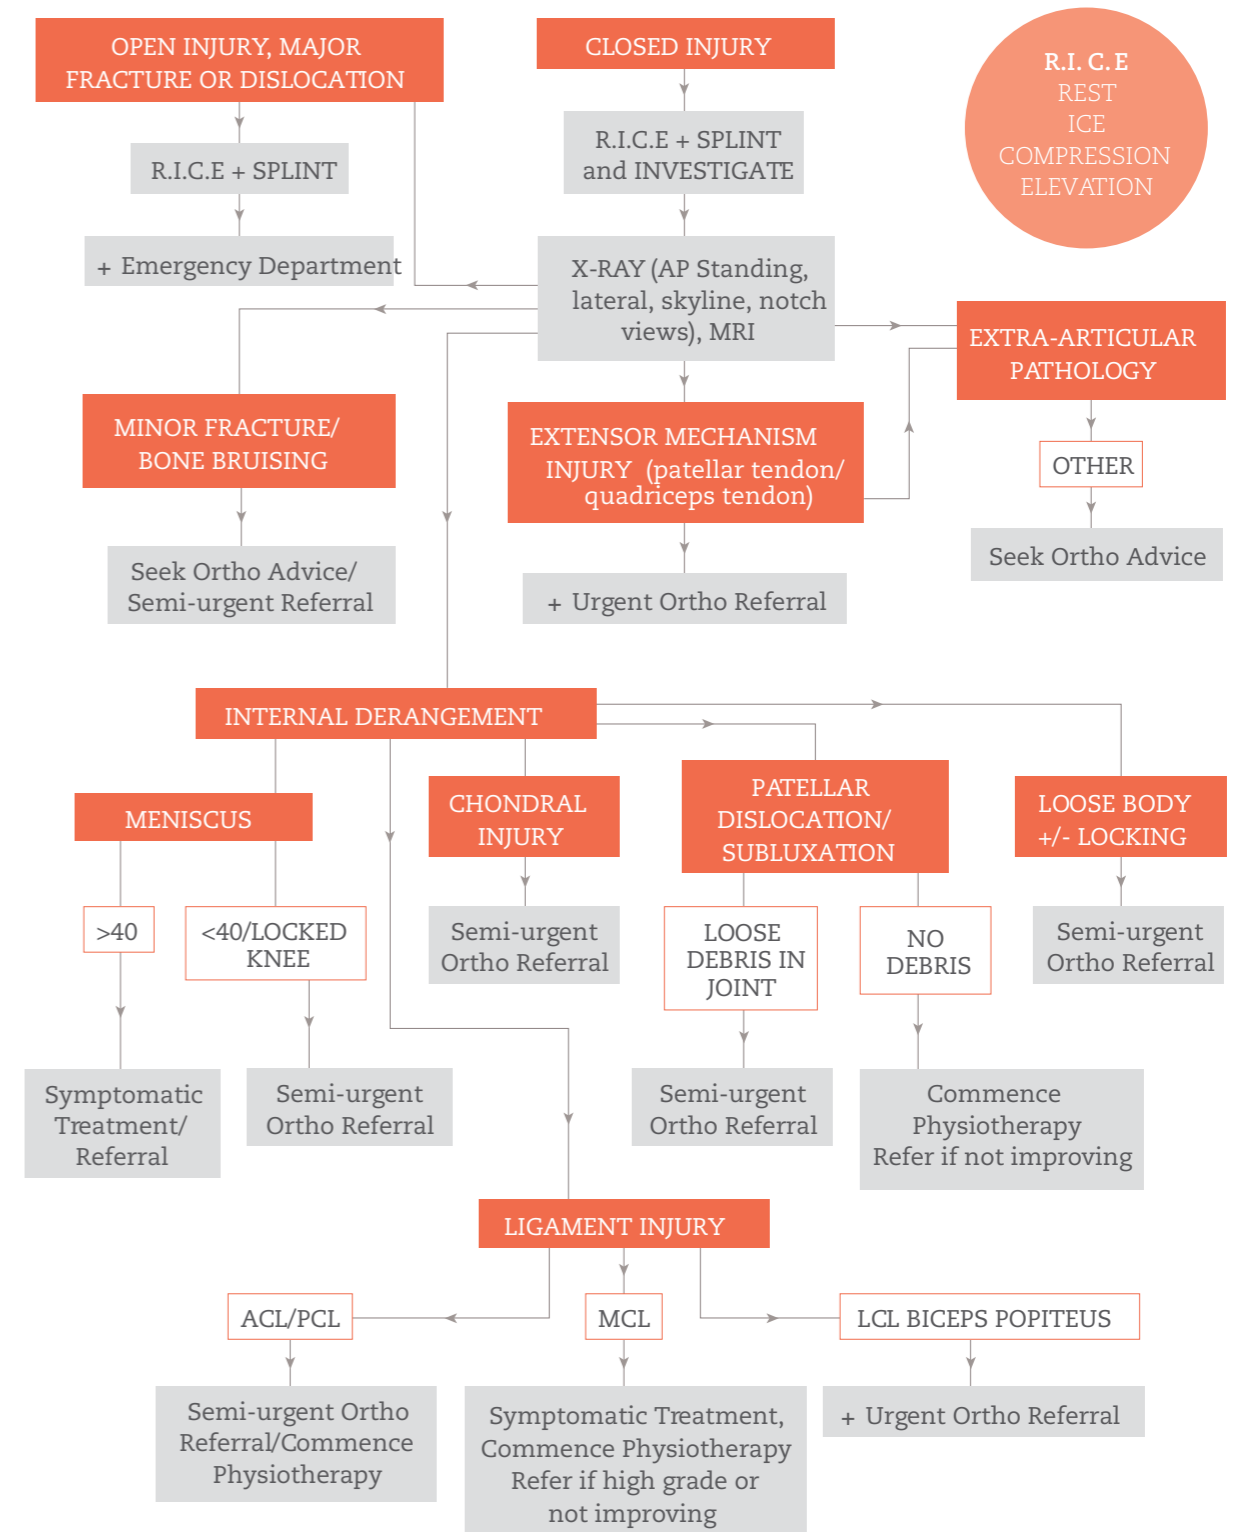 OPEN INJURY, MAJOR
FRACTURE OR DISLOCATION
CLOSED INJURY
R.I. C. E
REST
ICE
COMPRESSION
ELEVATION
R.I.C.E + SPLINT
R.I.C.E + SPLINT
and INVESTIGATE
+ Emergency Department
X-RAY (AP Standing,
lateral, skyline, notch
views), MRI
EXTRA-ARTICULAR
PATHOLOGY
MINOR FRACTURE/
BONE BRUISING
EXTENSOR MECHANISM
INJURY (patellar tendon/
quadriceps tendon)
OTHER
Seek Ortho Advice/
Semi-urgent Referral
+ Urgent Ortho Referral
Seek Ortho Advice
INTERNAL DERANGEMENT
MENISCUS
CHONDRAL
INJURY
PATELLAR
DISLOCATION/
SUBLUXATION
LOOSE BODY
+/- LOCKING
>40
<40/LOCKED
KNEE
Semi-urgent
Ortho Referral
LOOSE
DEBRIS IN
JOINT
NO
DEBRIS
Semi-urgent
Ortho Referral
Symptomatic
Treatment/
Referral
Semi-urgent
Ortho Referral
Semi-urgent
Ortho Referral
Commence
Physiotherapy
Refer if not improving
LIGAMENT INJURY
ACL/PCL
MCL
LCL BICEPS POPITEUS
Semi-urgent Ortho
Referral/Commence
Physiotherapy
Symptomatic Treatment,
Commence Physiotherapy
Refer if high grade or
not improving
+ Urgent Ortho Referral